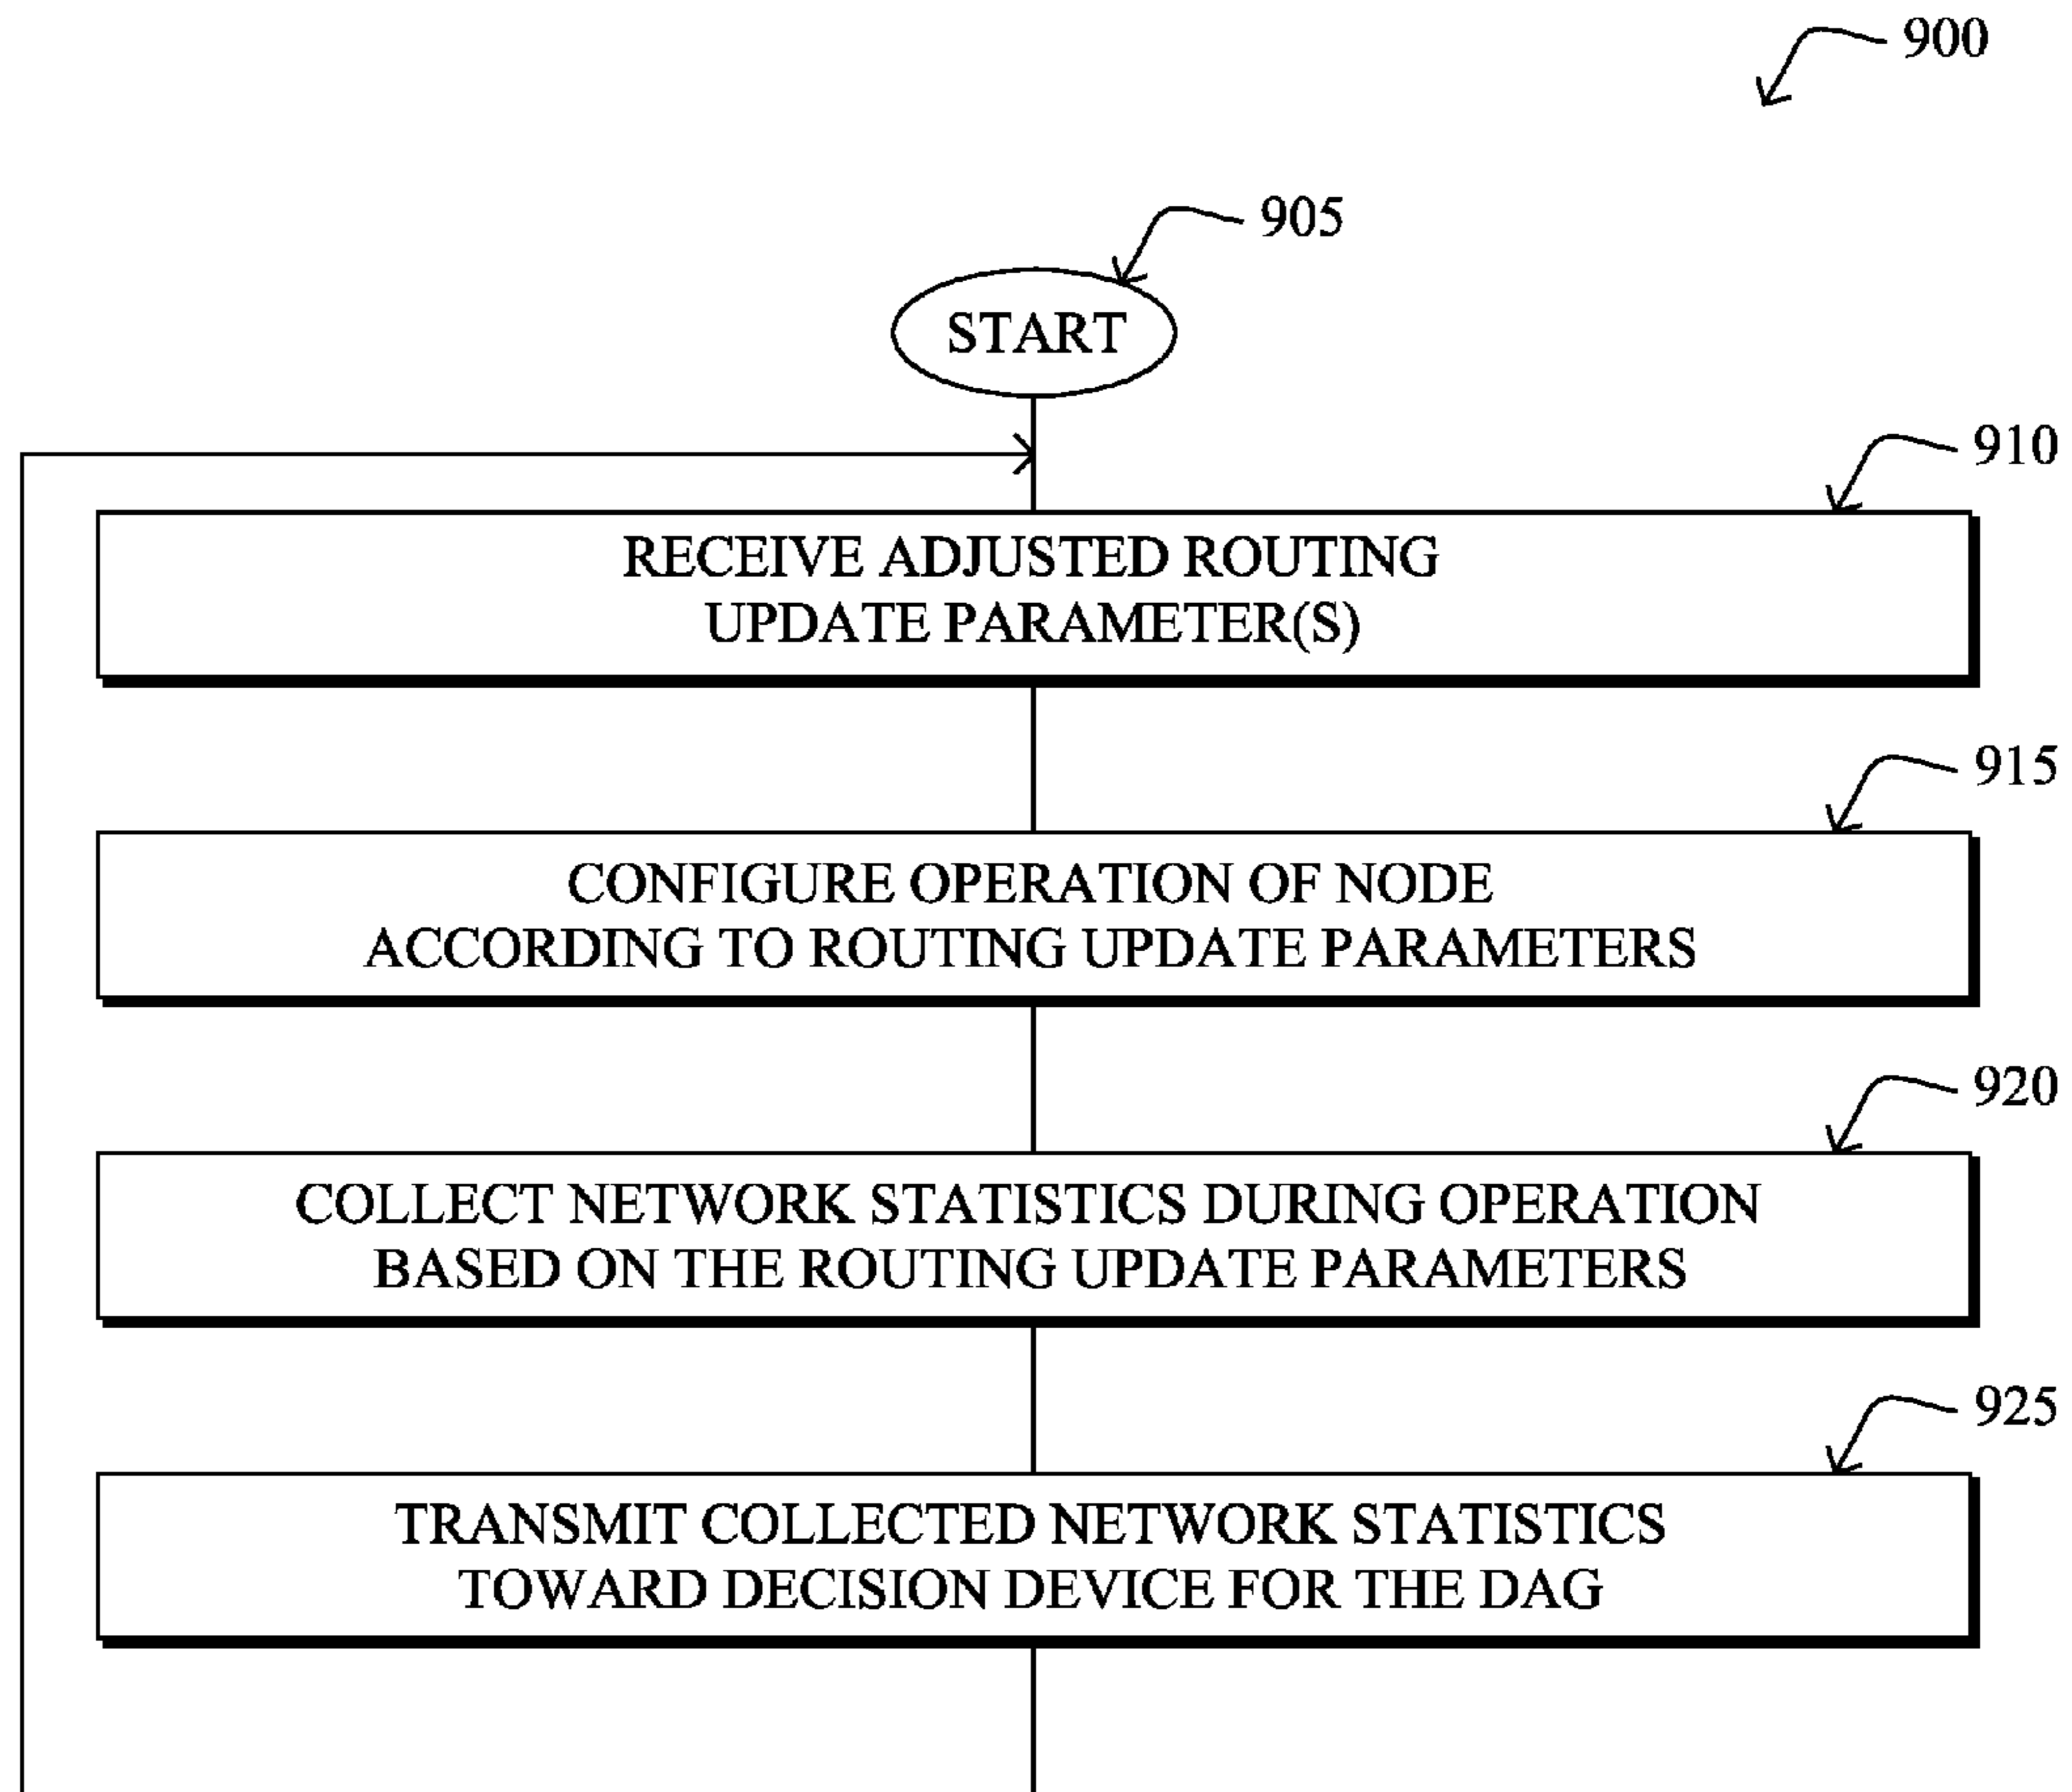 900
905
START
910
RECEIVE ADJUSTED ROUTING
UPDATE PARAMETER(S)
915
CONFIGURE OPERATION OF NODE
ACCORDING TO ROUTING UPDATE PARAMETERS
920
COLLECT NETWORK STATISTICS DURING OPERATION
BASED ON THE ROUTING UPDATE PARAMETERS
925
TRANSMIT COLLECTED NETWORK STATISTICS
TOWARD DECISION DEVICE FOR THE DAG